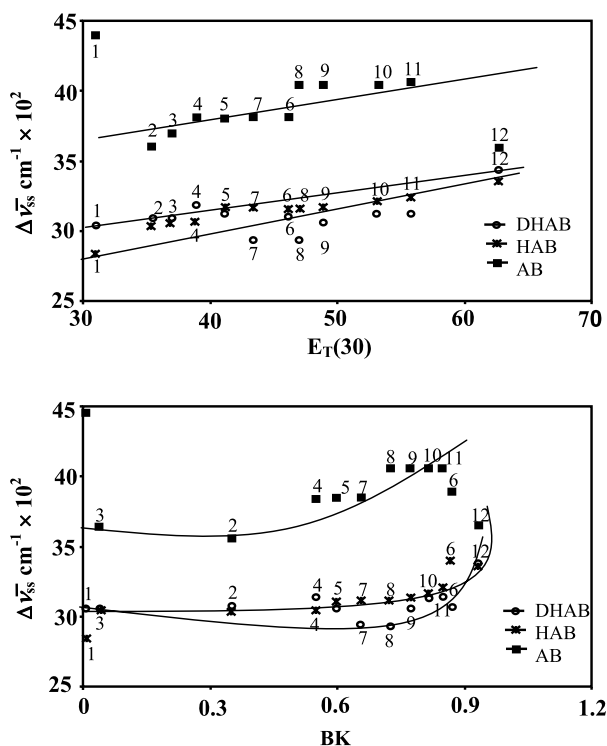 45
1
40
8 9 10 11
4 5 7 6
2 3
12
35
12
4
1 2 3 5 7 6 8 9 10 11
30
4 6
1 7 8 9
DHAB
HAB
AB
25
30 40 50 60 70
E_T(30)
Δν̅ss cm⁻¹ × 10²
45
40
8 9 10 11
4 5 7 6
3
2
12
35
6 12
1 2 4 5 7 8 10
30
3 4 9 11 6
7 8
1
DHAB
HAB
AB
25
0 0.3 0.6 0.9 1.2
BK
Δν̅ss cm⁻¹ × 10²